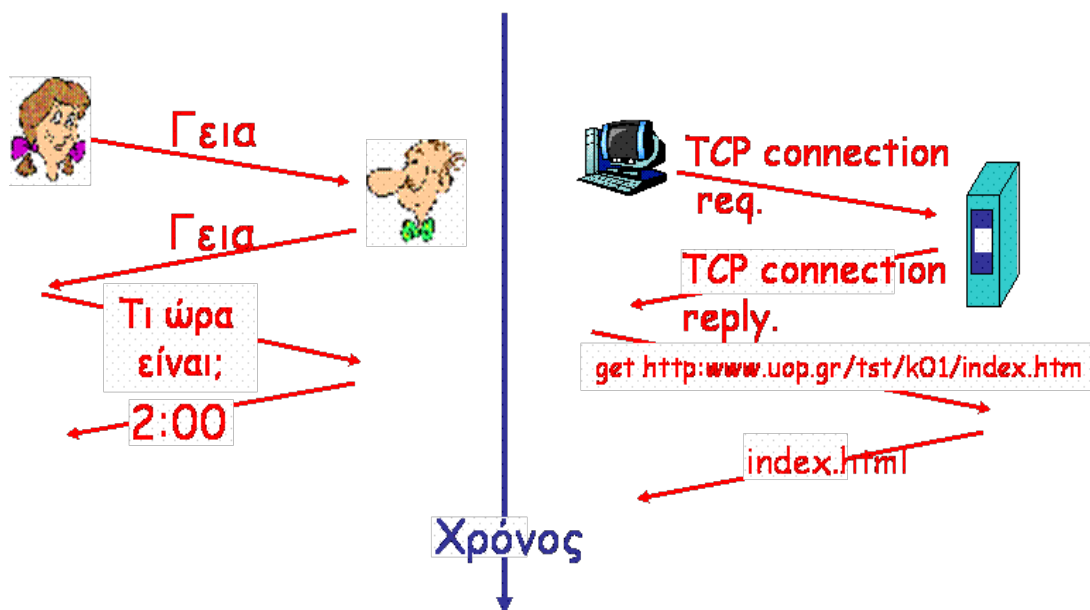 Γεια
Γεια
Τι ώρα
είναι;
2:00
TCP connection
req.
TCP connection
reply.
get http:www.uop.gr/tst/k01/index.htm
index.html
Χρόνος